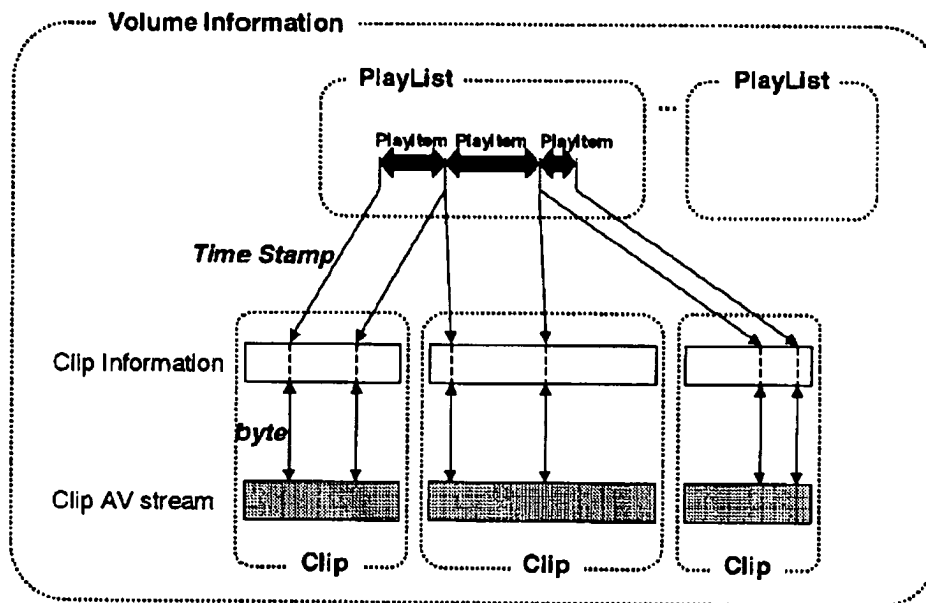 Volume Information
PlayList
...
PlayList
PlayItem PlayItem PlayItem
Time Stamp
Clip Information
byte
Clip AV stream
Clip
Clip
Clip